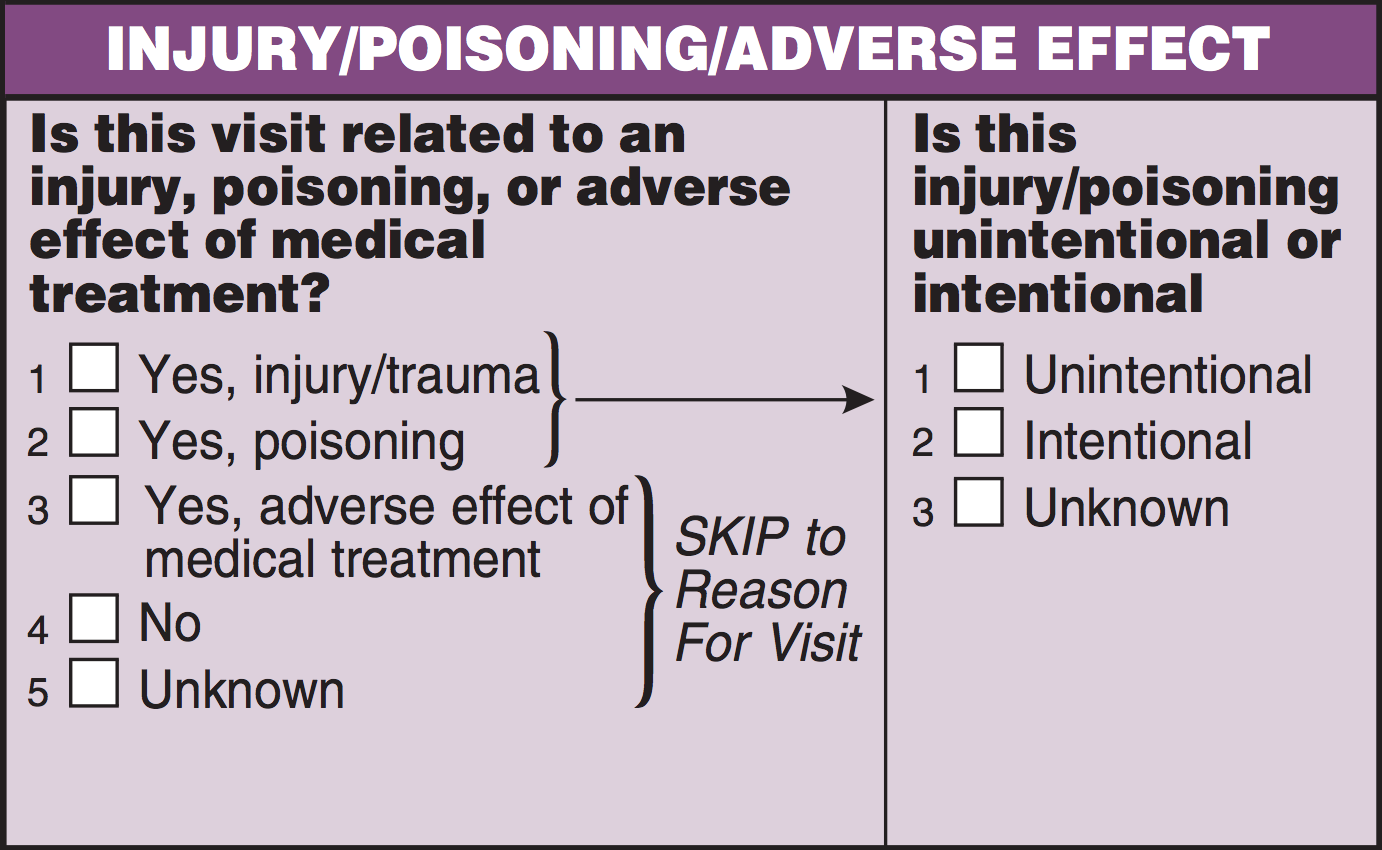 INJURY/POISONING/ADVERSE EFFECT
Is this visit related to an
injury, poisoning, or adverse
effect of medical
treatment?
1 Yes, injury/trauma
2 Yes, poisoning
3 Yes, adverse effect of
medical treatment
4 No
5 Unknown
SKIP to
Reason
For Visit
Is this
injury/poisoning
unintentional or
intentional
1 Unintentional
2 Intentional
3 Unknown